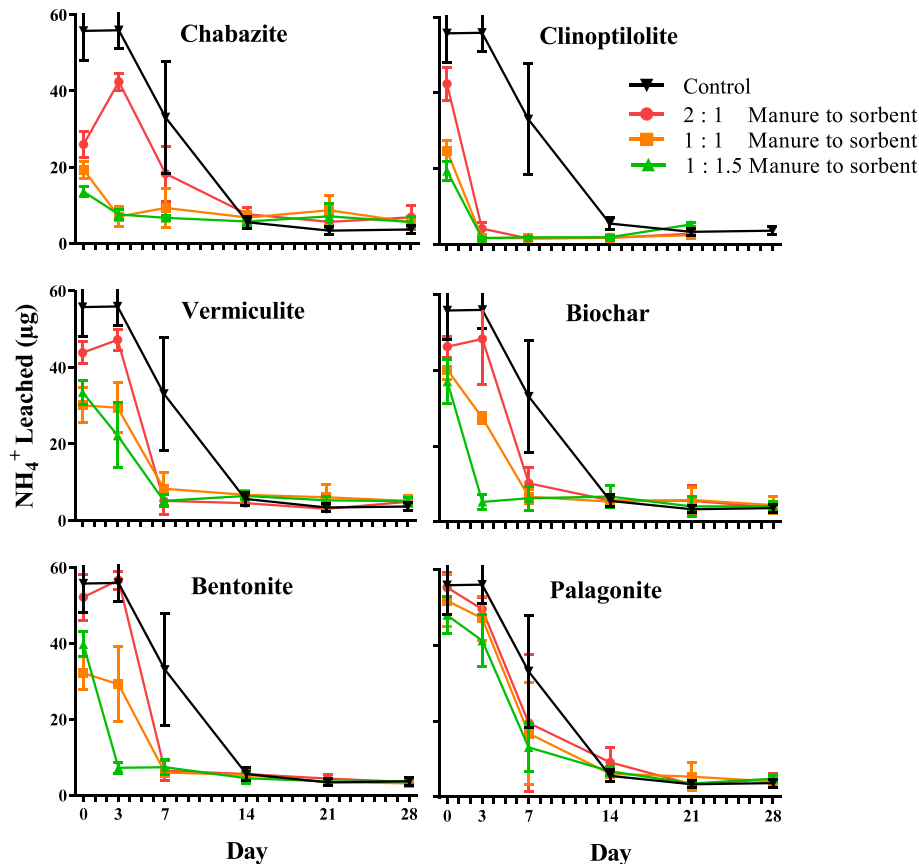 Chabazite
Clinoptilolite
Control
2 : 1 Manure to sorbent
1 : 1 Manure to sorbent
1 : 1.5 Manure to sorbent
60
40
20
0
Vermiculite
Biochar
60
40
20
0
NH₄⁺ Leached (µg)
Bentonite
Palagonite
60
40
20
0
0 3 7 14 21 28
0 3 7 14 21 28
Day
Day